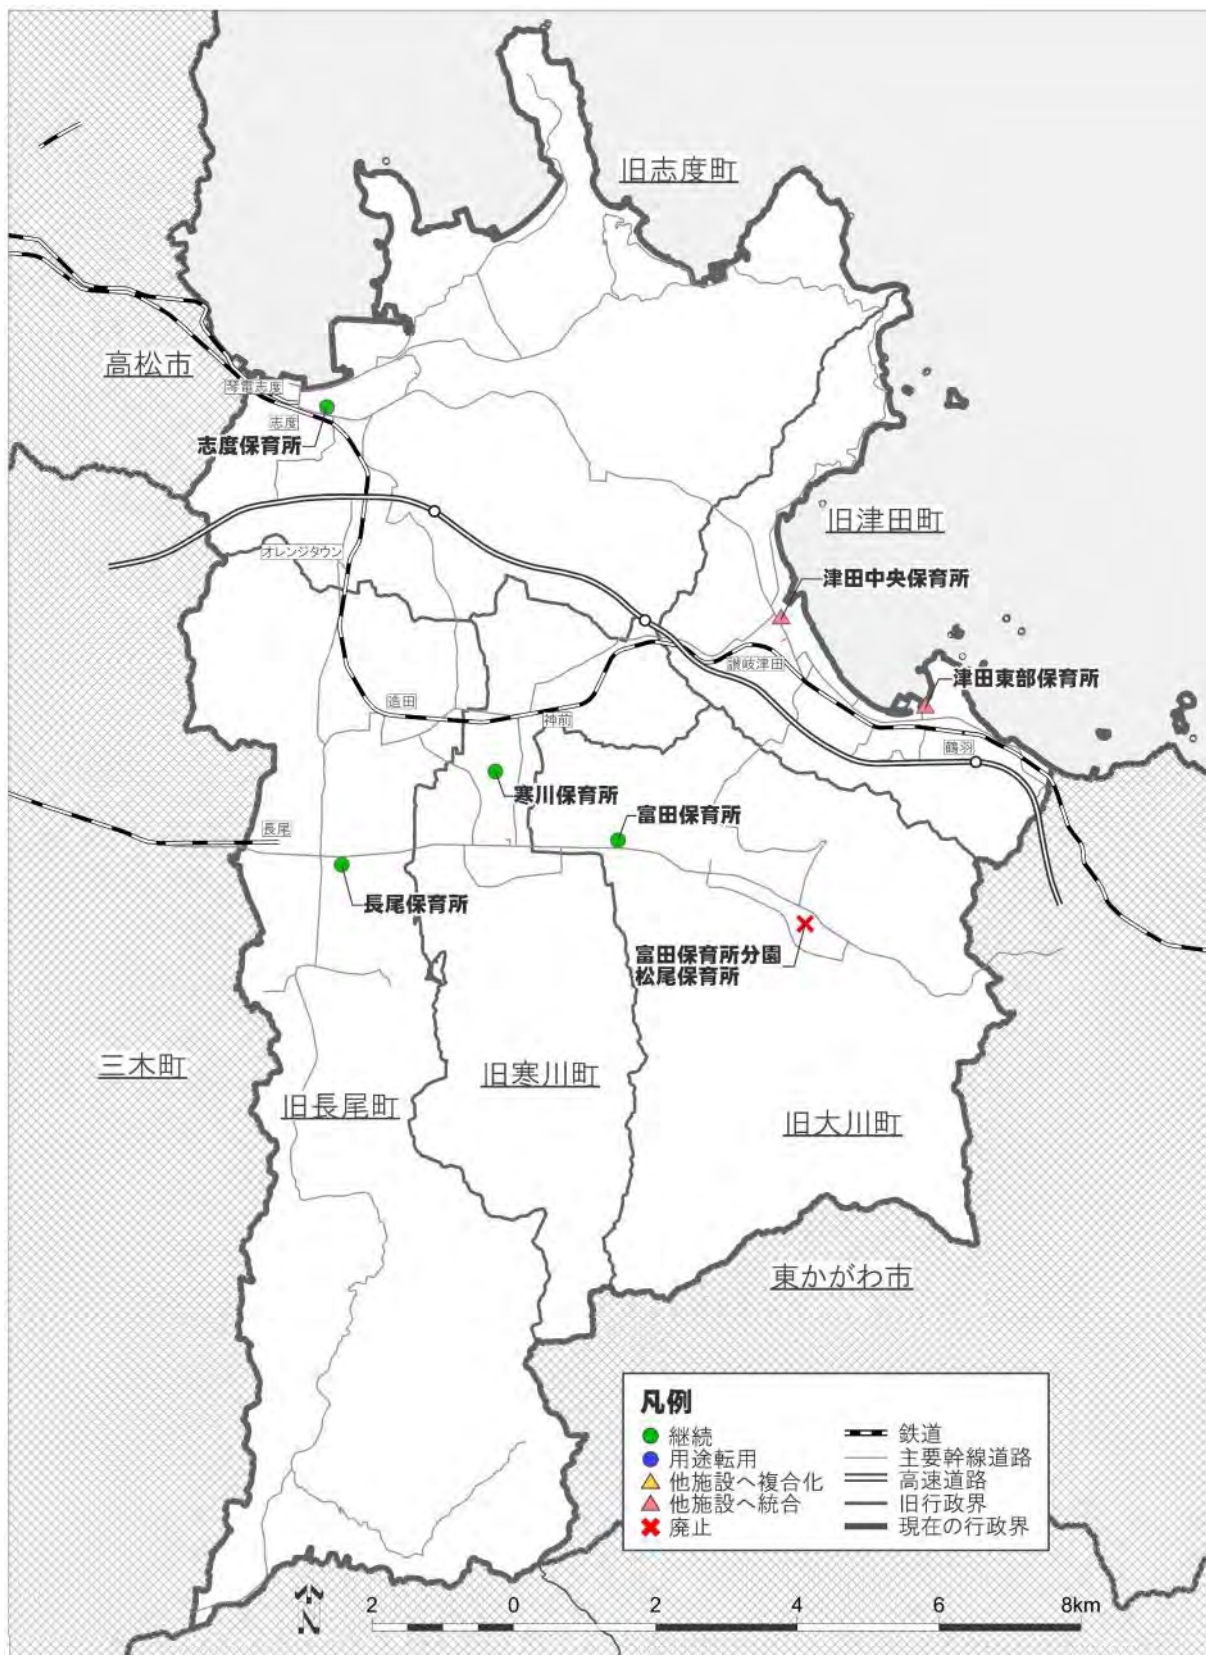 旧志度町
高松市
琴電志度
志度
志度保育所
旧津田町
オレンジタウン
津田中央保育所
讃岐津田
津田東部保育所
造田
神前
鶴羽
寒川保育所
富田保育所
長尾
長尾保育所
富田保育所分園
松尾保育所
三木町
旧寒川町
旧長尾町
旧大川町
東かがわ市
凡例
継続
用途転用
他施設へ複合化
他施設へ統合
廃止
鉄道
主要幹線道路
高速道路
旧行政界
現在の行政界
2 0 2 4 6 8km